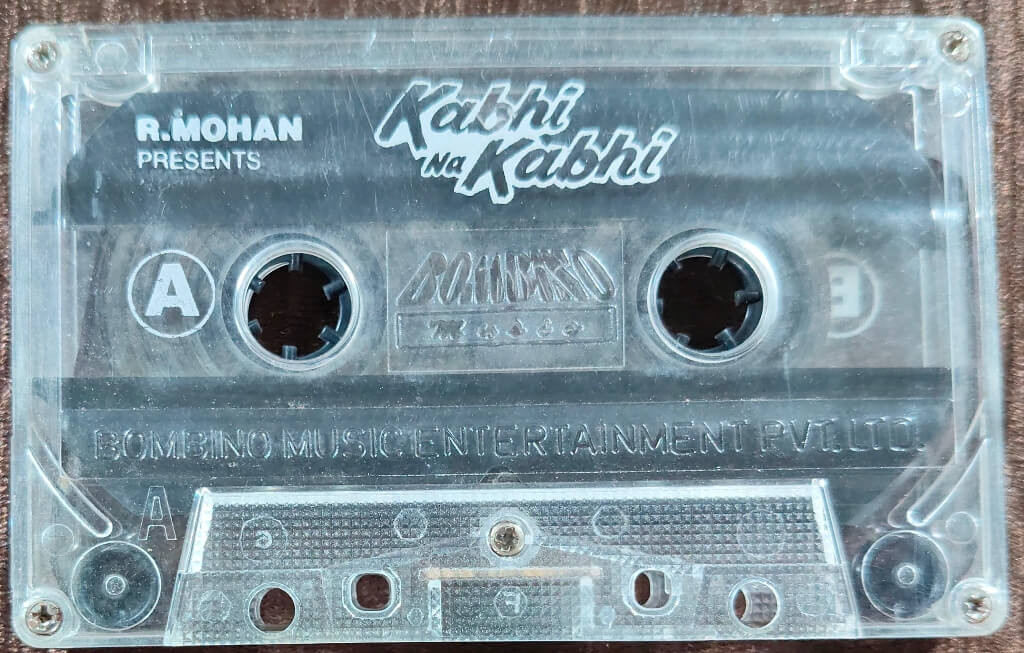 R.MOHAN
PRESENTS
Kabhi
Na Kabhi
A
B
BOMBINO
Music
BOMBINO MUSIC ENTERTAINMENT PVT.LTD.
A
F